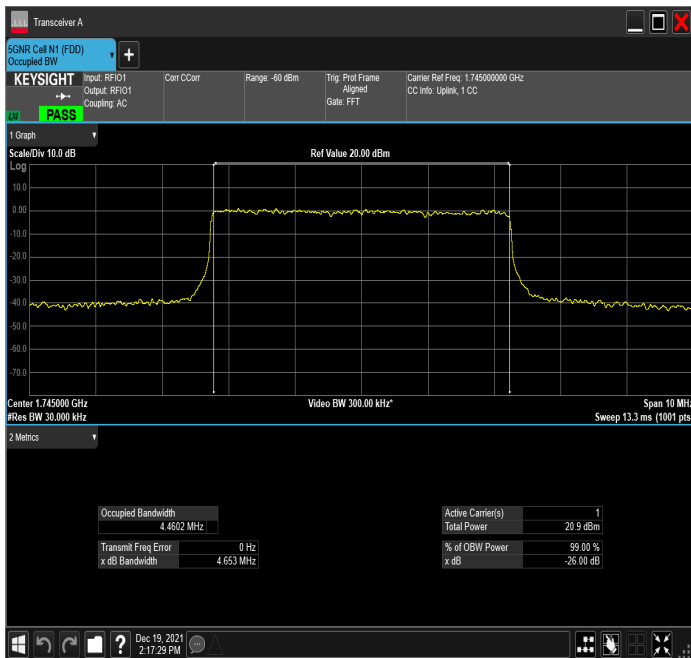 Transceiver A
5GNR Cell N1 (FDD)
Occupied BW
+
KEYSIGHT
LXI
PASS
Input: RFIO1
Output: RFIO1
Coupling: AC
Corr CCorr
Range: -60 dBm
Trig: Prot Frame
Aligned
Gate: FFT
Carrier Ref Freq: 1.745000000 GHz
CC Info: Uplink, 1 CC
1 Graph
Scale/Div 10.0 dB
Ref Value 20.00 dBm
Log
10.0
0.00
-10.0
-20.0
-30.0
-40.0
-50.0
-60.0
-70.0
Center 1.745000 GHz
Video BW 300.00 kHz*
Span 10 MHz
#Res BW 30.000 kHz
Sweep 13.3 ms (1001 pts
2 Metrics
Occupied Bandwidth
4.4602 MHz
Transmit Freq Error 0 Hz
x dB Bandwidth 4.653 MHz
Active Carrier(s) 1
Total Power 20.9 dBm
% of OBW Power 99.00 %
x dB -26.00 dB
?
Dec 19, 2021
2:17:29 PM